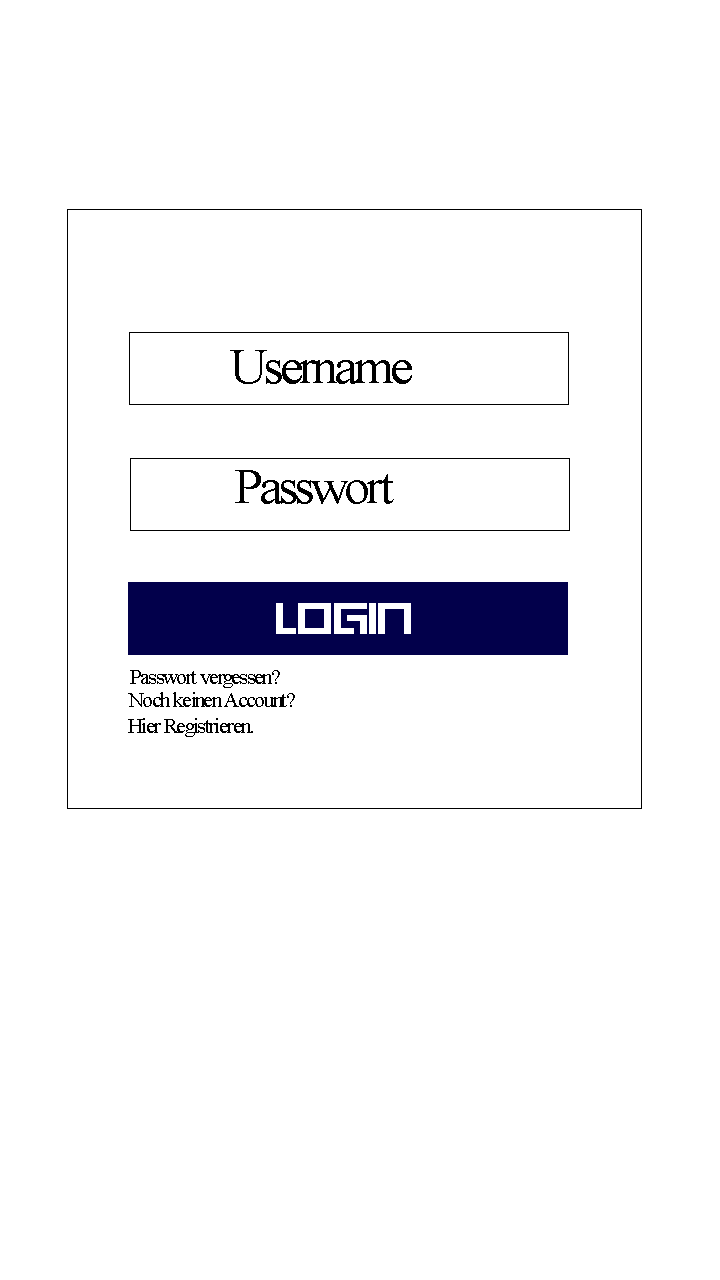 Username
Passwort
LOGIN
Passwort vergessen?
Noch keinen Account?
Hier Registrieren.